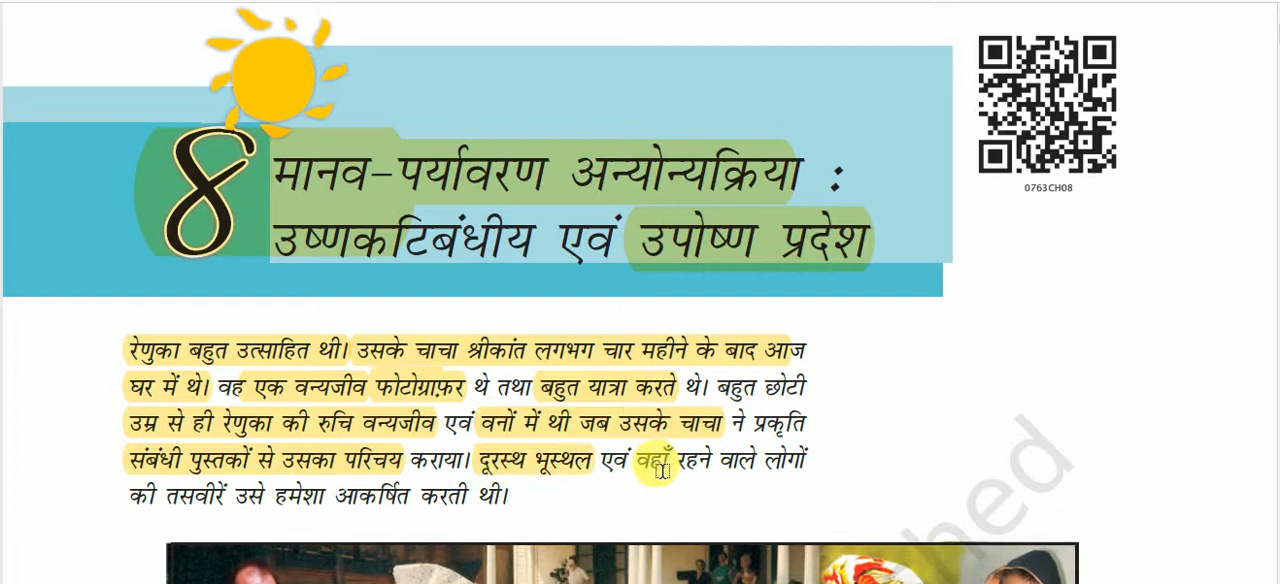 0763CH08
8
मानव-पर्यावरण अन्योन्यक्रिया :
उष्णकटिबंधीय एवं उपोष्ण प्रदेश
रेणुका बहुत उत्साहित थी। उसके चाचा श्रीकांत लगभग चार महीने के बाद आज
घर में थे। वह एक वन्यजीव फोटोग्राफ़र थे तथा बहुत यात्रा करते थे। बहुत छोटी
उम्र से ही रेणुका की रुचि वन्यजीव एवं वनों में थी जब उसके चाचा ने प्रकृति
संबंधी पुस्तकों से उसका परिचय कराया। दूरस्थ भूस्थल एवं वहाँ रहने वाले लोगों
की तसवीरें उसे हमेशा आकर्षित करती थी।
hed